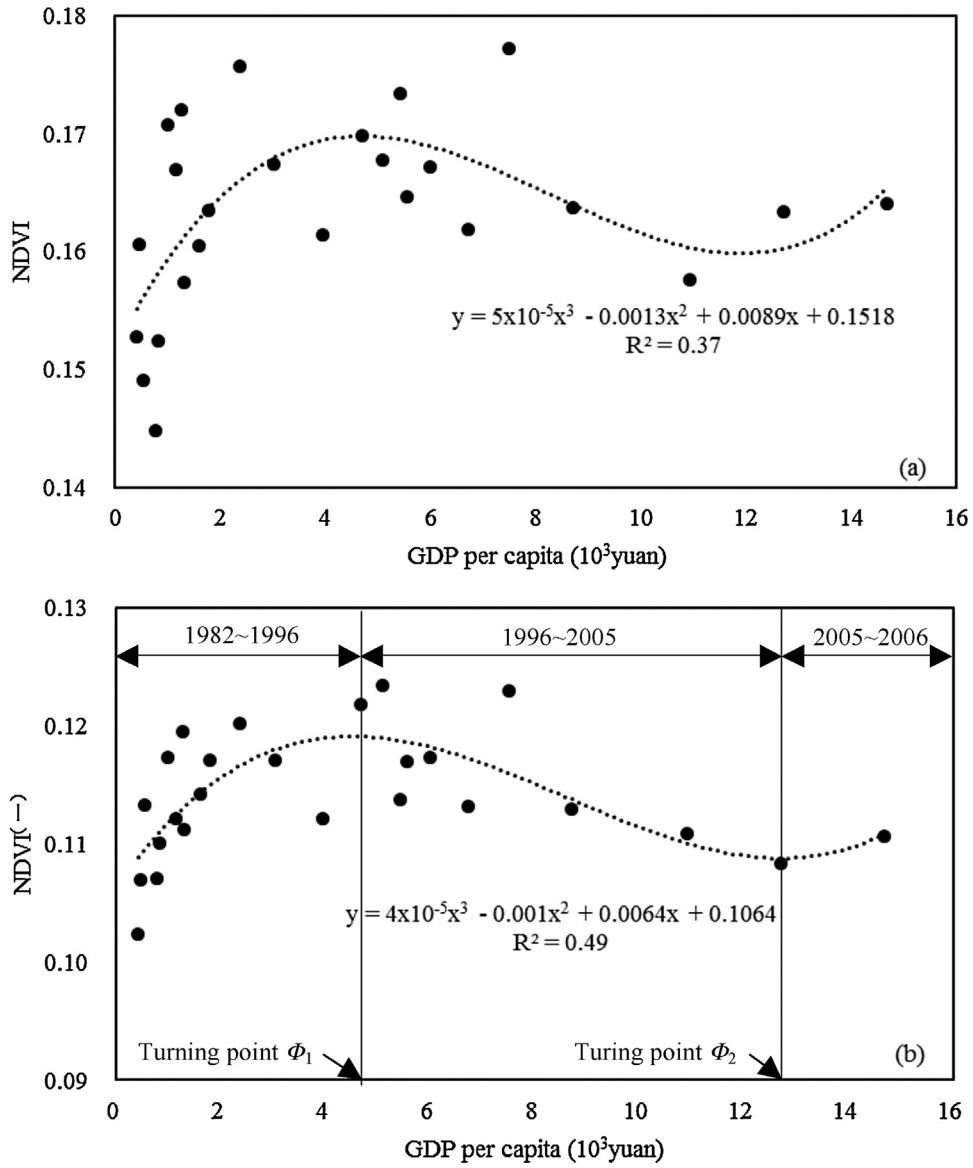 0.18
0.17
0.16
0.15
0.14
NDVI
y = 5x10⁻⁵x³ - 0.0013x² + 0.0089x + 0.1518
R² = 0.37
(a)
0 2 4 6 8 10 12 14 16
GDP per capita (10³yuan)
0.13
0.12
0.11
0.10
0.09
NDVI(—)
1982~1996 1996~2005 2005~2006
y = 4x10⁻⁵x³ - 0.001x² + 0.0064x + 0.1064
R² = 0.49
Turning point Φ₁ Turing point Φ₂ (b)
0 2 4 6 8 10 12 14 16
GDP per capita (10³yuan)